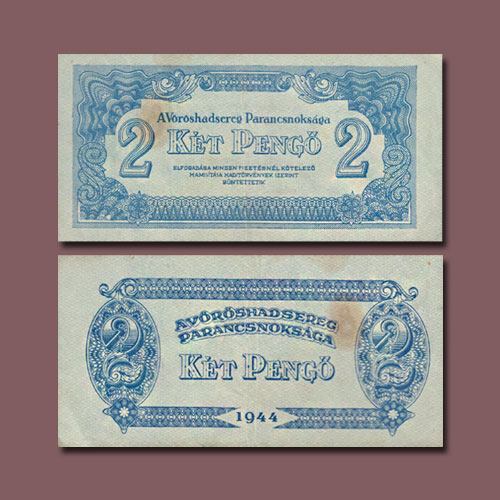 A Vöröshadsereg Parancsnoksága
2 KÉT PENGŐ 2
ELFOGADÁSA MINDEN FIZETÉSNÉL KÖTELEZŐ
HAMISÍTÁSA HADITÖRVÉNYEK SZERINT
BÜNTETTETIK
A VÖRÖSHADSEREG
PARANCSNOKSÁGA
2 KÉT PENGŐ 2
1944